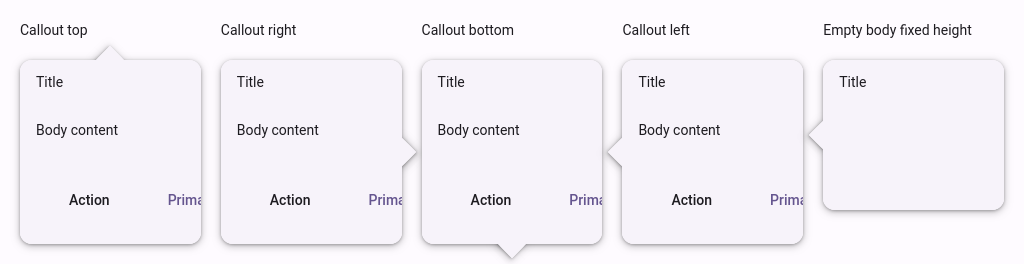 Callout top
Callout right
Callout bottom
Callout left
Empty body fixed height
Title
Title
Title
Title
Title
Body content
Body content
Body content
Body content
Action Prima
Action Prima
Action Prima
Action Prima